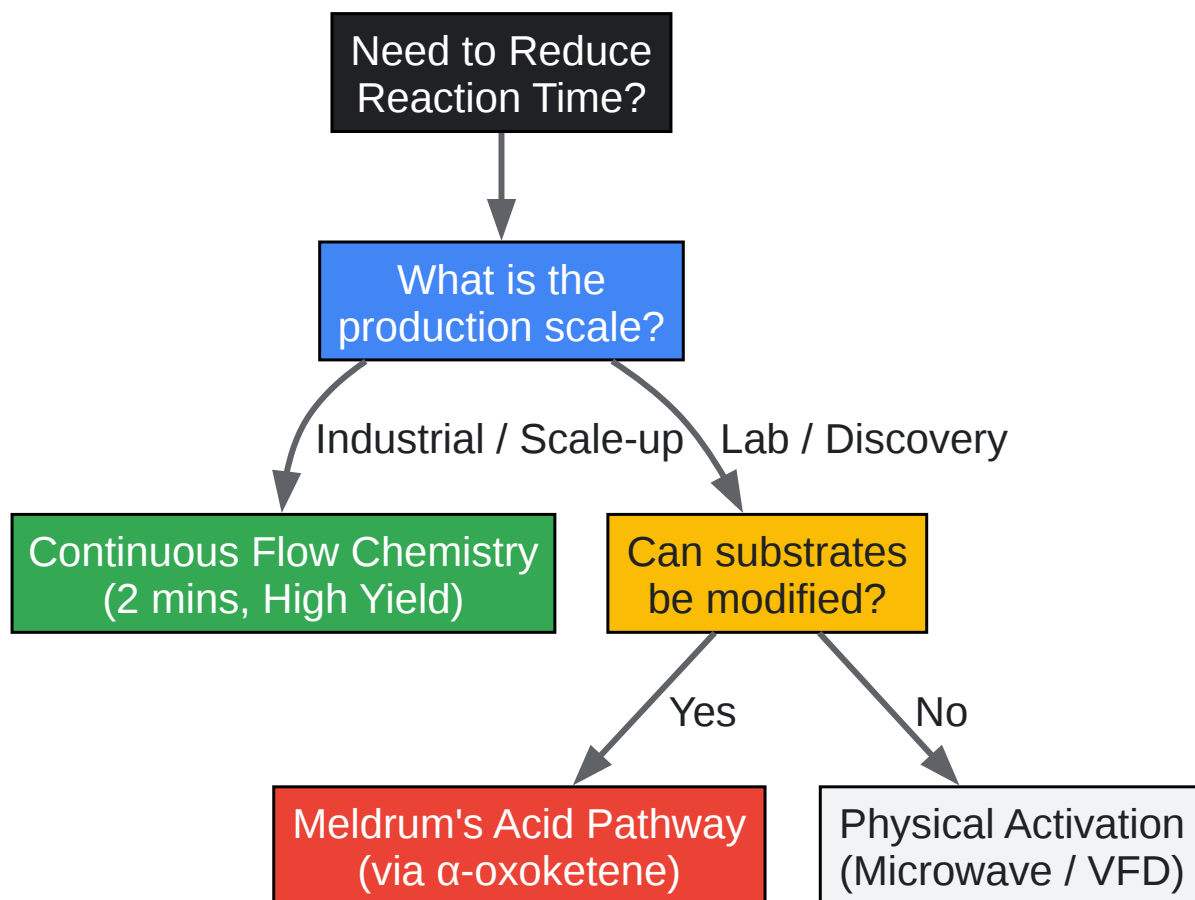 Need to Reduce
Reaction Time?
What is the
production scale?
Industrial / Scale-up
Lab / Discovery
Continuous Flow Chemistry
(2 mins, High Yield)
Can substrates
be modified?
Yes
No
Meldrum's Acid Pathway
(via α-oxoketene)
Physical Activation
(Microwave / VFD)